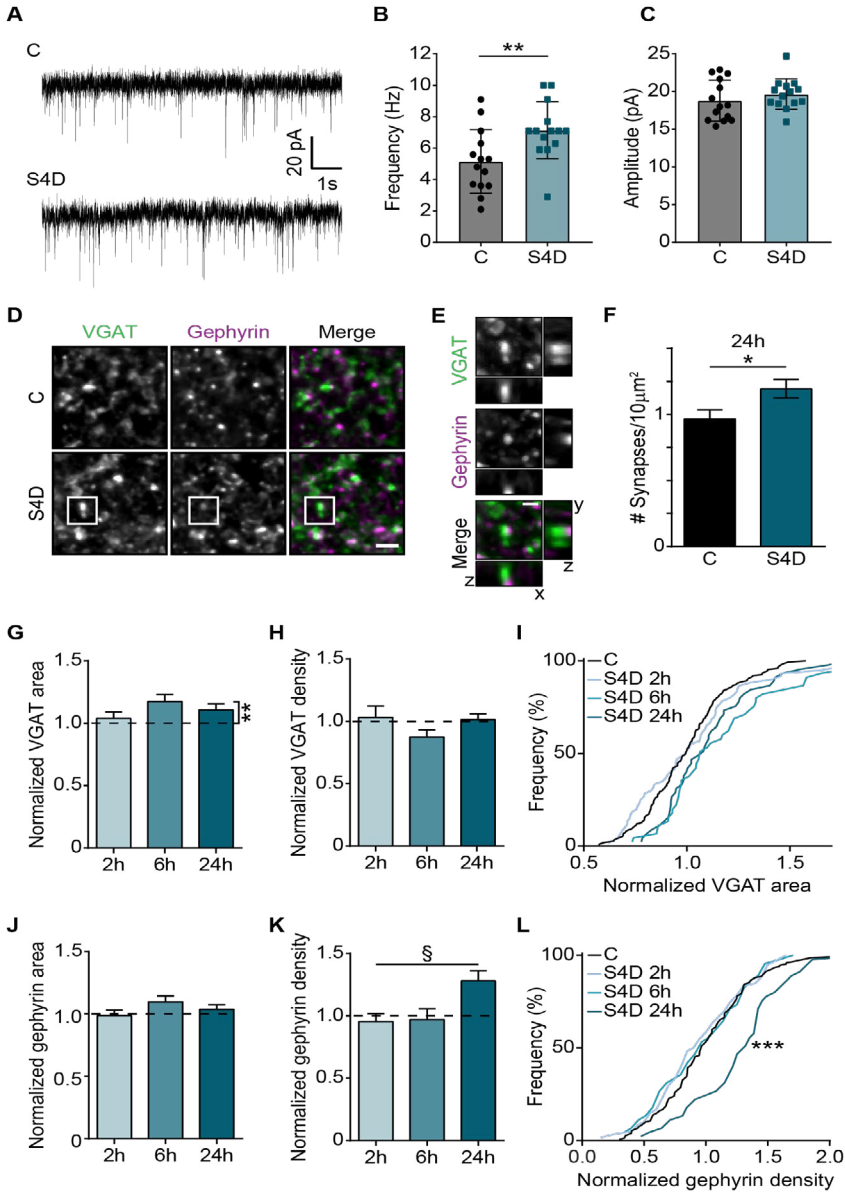 A
C
20 pA
1s
S4D
B
**
Frequency (Hz)
12
10
8
6
4
2
0
C S4D
C
Amplitude (pA)
25
20
15
10
5
0
C S4D
D
VGAT Gephyrin Merge
C
S4D
E
VGAT
Gephyrin
Merge
y
z
z
x
F
24h
*
# Synapses/10μm²
1
0
C S4D
G
Normalized VGAT area
1.5
1.0
0.5
0
**
2h 6h 24h
H
Normalized VGAT density
1.5
1.0
0.5
0
2h 6h 24h
I
Frequency (%)
100
50
0
C
S4D 2h
S4D 6h
S4D 24h
0.5 1.0 1.5
Normalized VGAT area
J
Normalized gephyrin area
1.5
1.0
0.5
0
2h 6h 24h
K
Normalized gephyrin density
1.5
1.0
0.5
0
§
2h 6h 24h
L
Frequency (%)
100
50
0
C
S4D 2h
S4D 6h
S4D 24h
***
0.0 0.5 1.0 1.5 2.0
Normalized gephyrin density